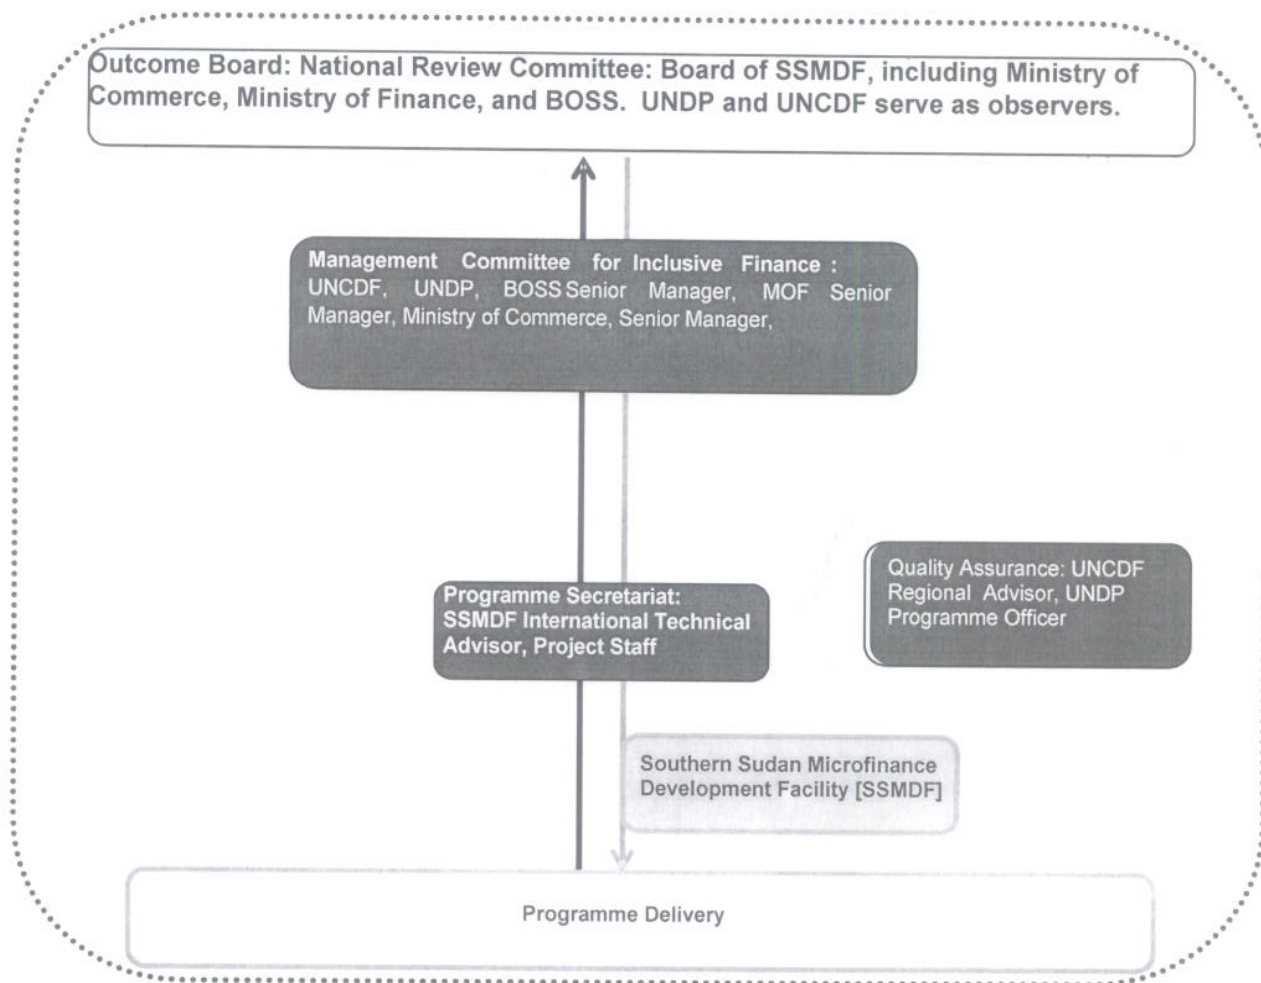 Outcome Board: National Review Committee: Board of SSMDF, including Ministry of
Commerce, Ministry of Finance, and BOSS. UNDP and UNCDF serve as observers.
Management Committee for Inclusive Finance :
UNCDF, UNDP, BOSS Senior Manager, MOF Senior
Manager, Ministry of Commerce, Senior Manager,
Programme Secretariat:
SSMDF International Technical
Advisor, Project Staff
Quality Assurance: UNCDF
Regional Advisor, UNDP
Programme Officer
Southern Sudan Microfinance
Development Facility [SSMDF]
Programme Delivery